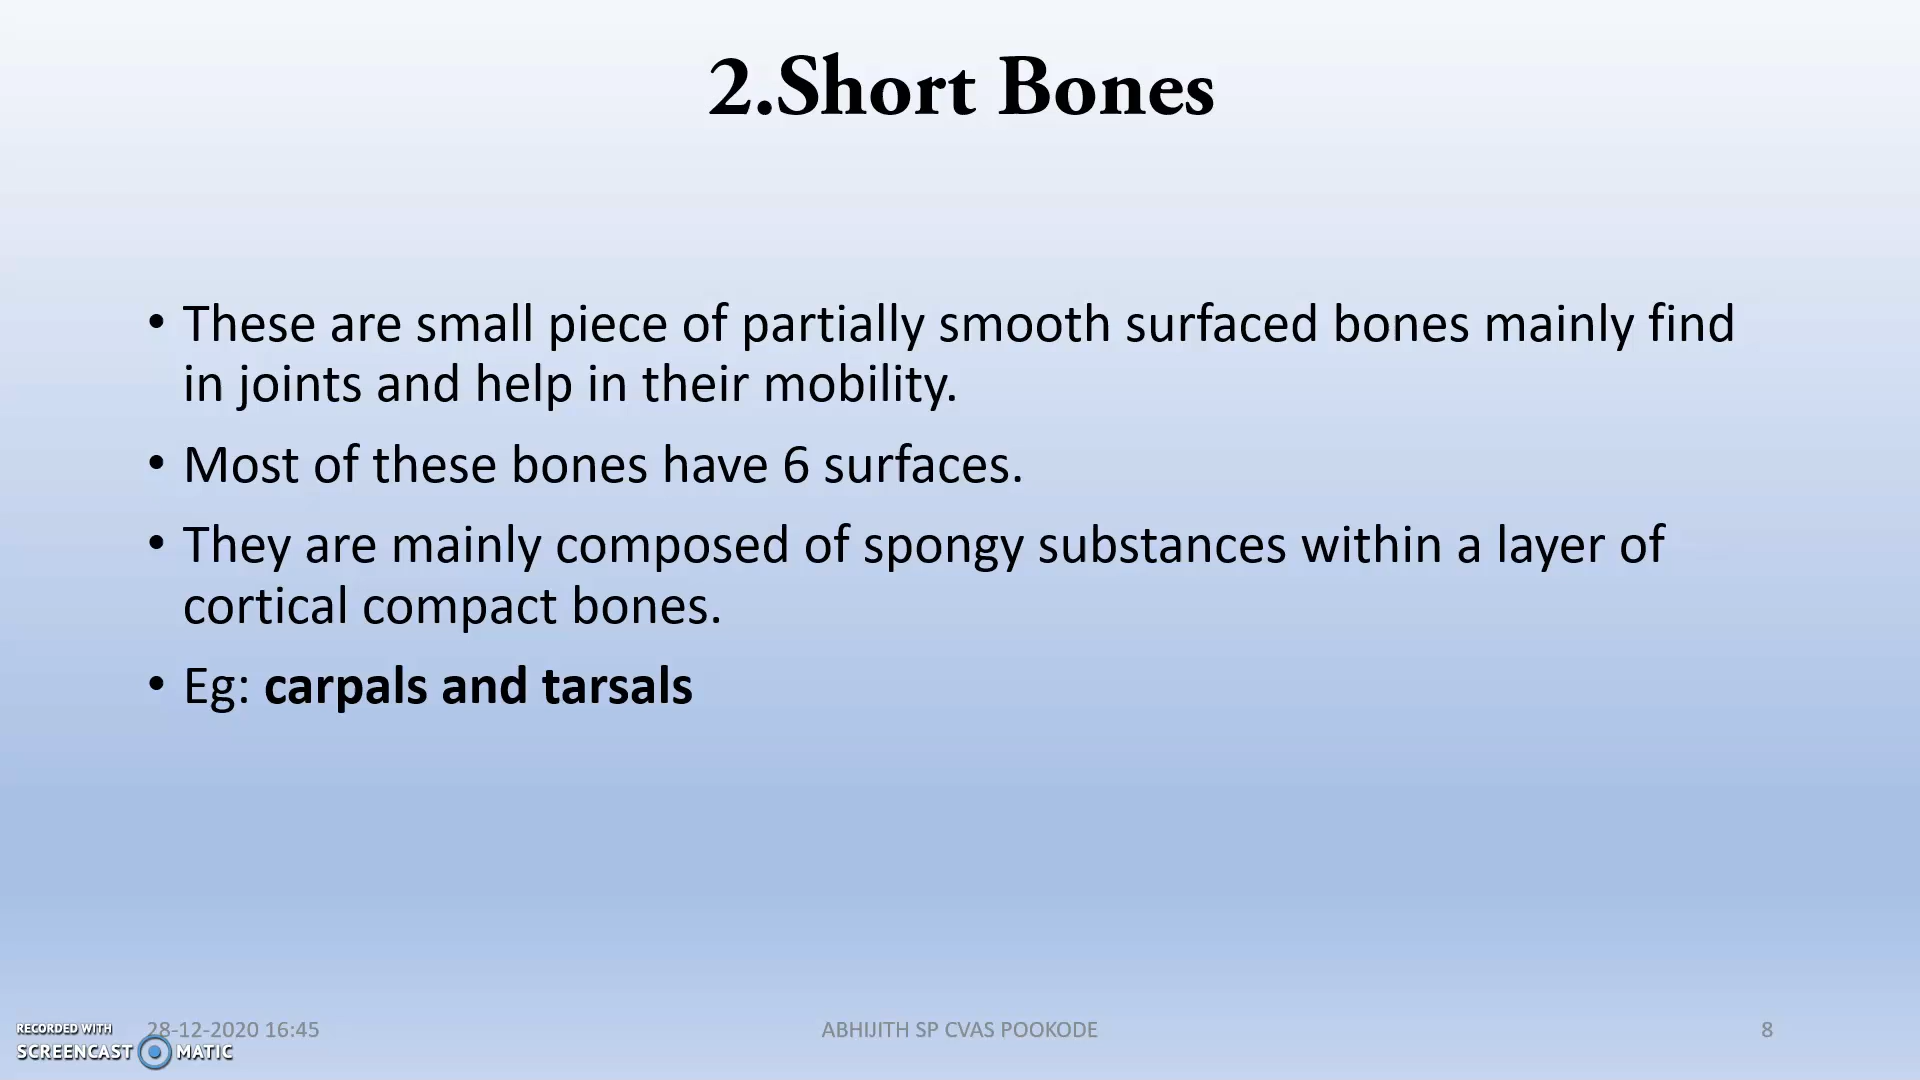 2.Short Bones
• These are small piece of partially smooth surfaced bones mainly find
in joints and help in their mobility.
• Most of these bones have 6 surfaces.
• They are mainly composed of spongy substances within a layer of
cortical compact bones.
• Eg: carpals and tarsals
RECORDED WITH
SCREENCAST MATIC
28-12-2020 16:45
ABHIJITH SP CVAS POOKODE
8